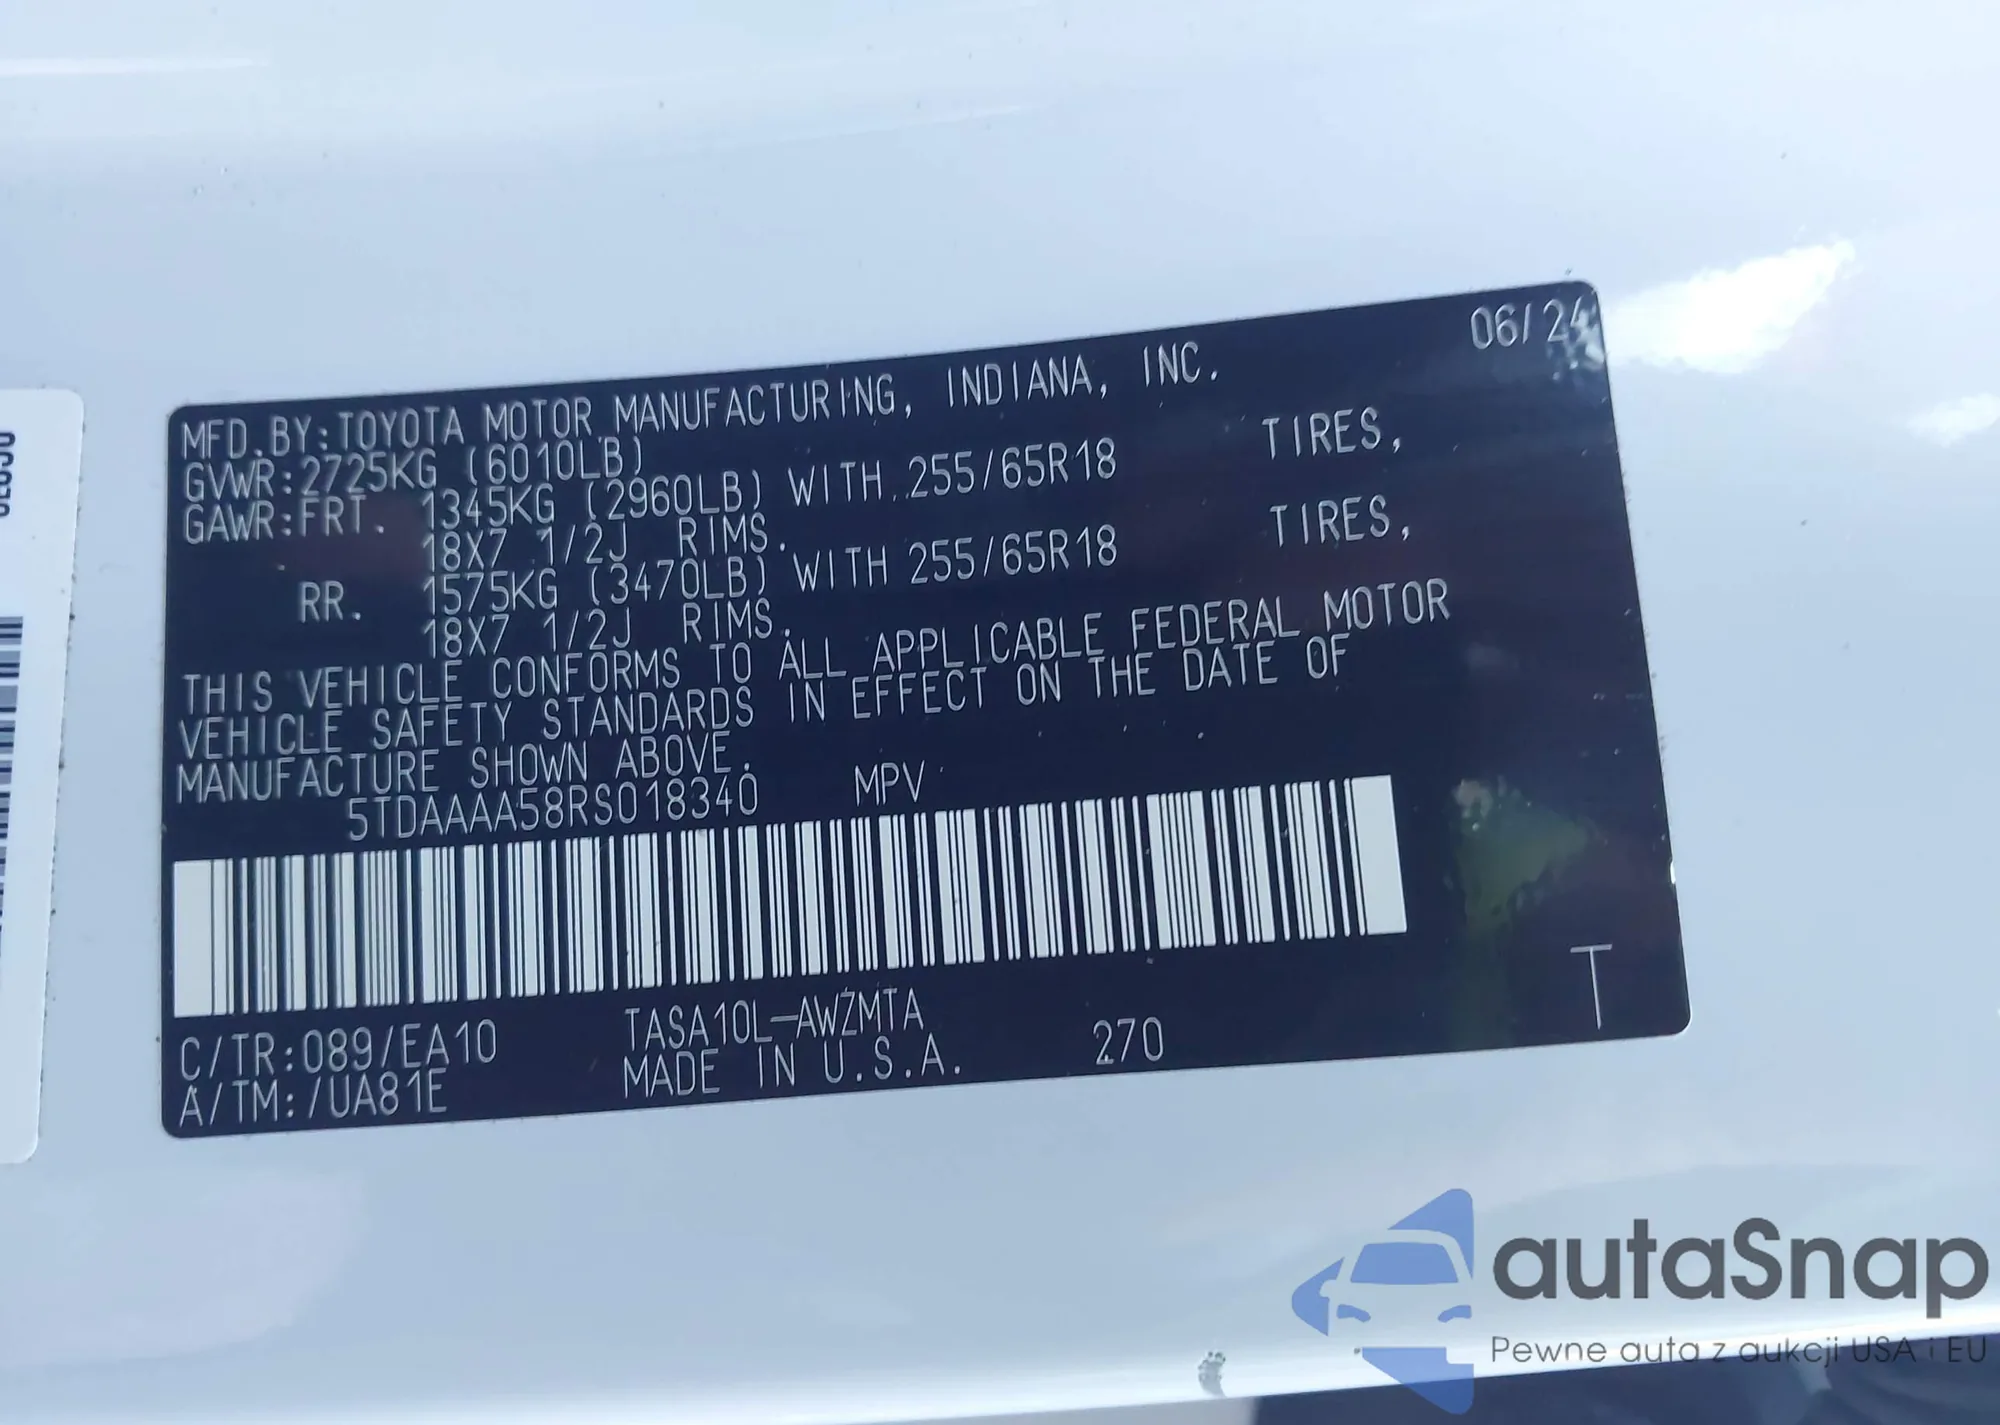 06/24
MFD.BY:TOYOTA MOTOR MANUFACTURING, INDIANA, INC.
GVWR:2725KG (6010LB)
GAWR:FRT. 1345KG (2960LB) WITH 255/65R18 TIRES,
18X7 1/2J RIMS.
RR. 1575KG (3470LB) WITH 255/65R18 TIRES,
18X7 1/2J RIMS.
THIS VEHICLE CONFORMS TO ALL APPLICABLE FEDERAL MOTOR
VEHICLE SAFETY STANDARDS IN EFFECT ON THE DATE OF
MANUFACTURE SHOWN ABOVE.
5TDAAAA58RS018340 MPV
C/TR:089/EA10 TASA10L-AWZMTA
A/TM:/UA81E MADE IN U.S.A. 270
T
autaSnap
Pewne auta z aukcji USA i EU